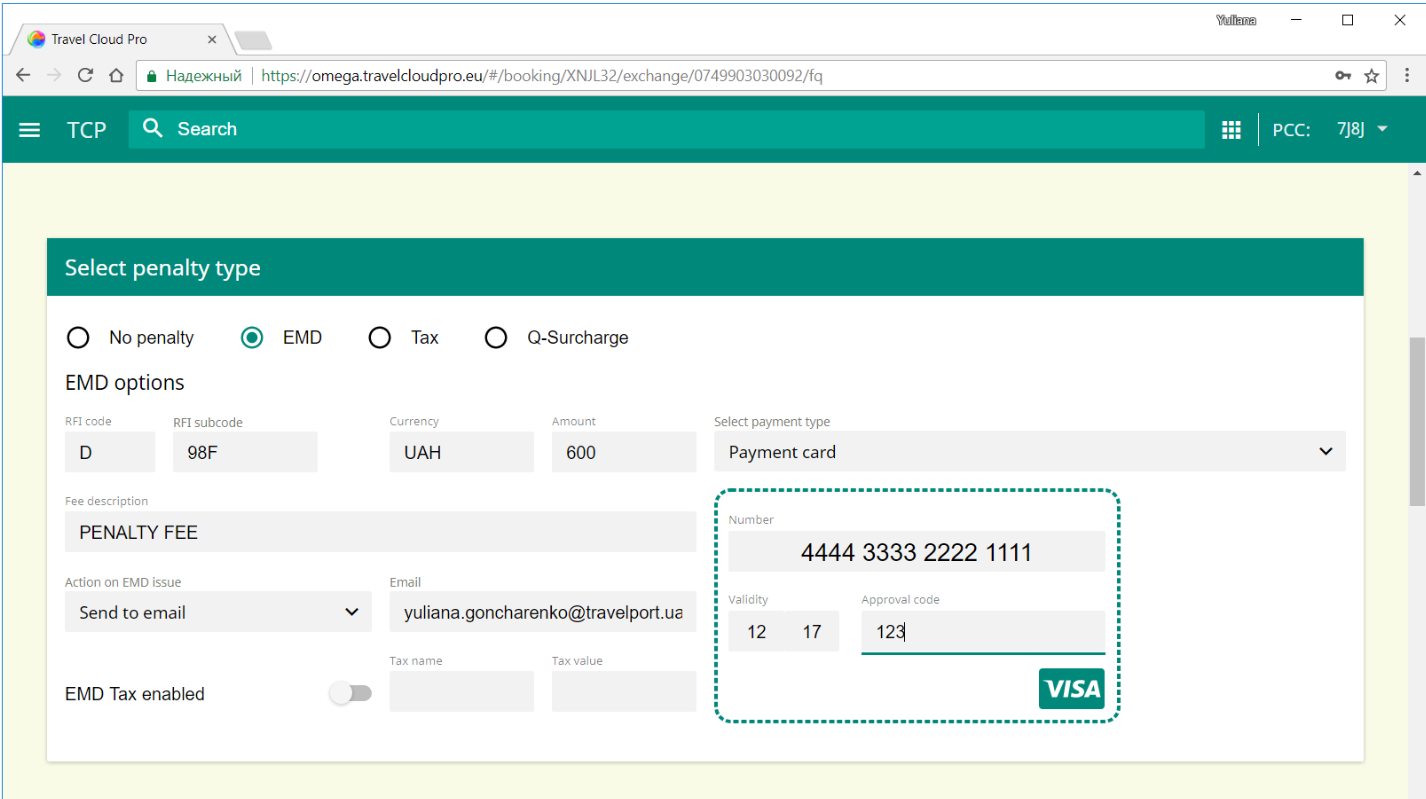 Yuliana
Travel Cloud Pro
Надежный https://omega.travelcloudpro.eu/#/booking/XNJL32/exchange/0749903030092/fq
TCP Search PCC: 7J8J
Select penalty type
No penalty EMD Tax Q-Surcharge
EMD options
RFI code RFI subcode Currency Amount Select payment type
D 98F UAH 600 Payment card
Fee description
PENALTY FEE
Number
4444 3333 2222 1111
Action on EMD issue Email
Send to email yuliana.goncharenko@travelport.ua
Validity Approval code
12 17 123
Tax name Tax value
EMD Tax enabled
VISA